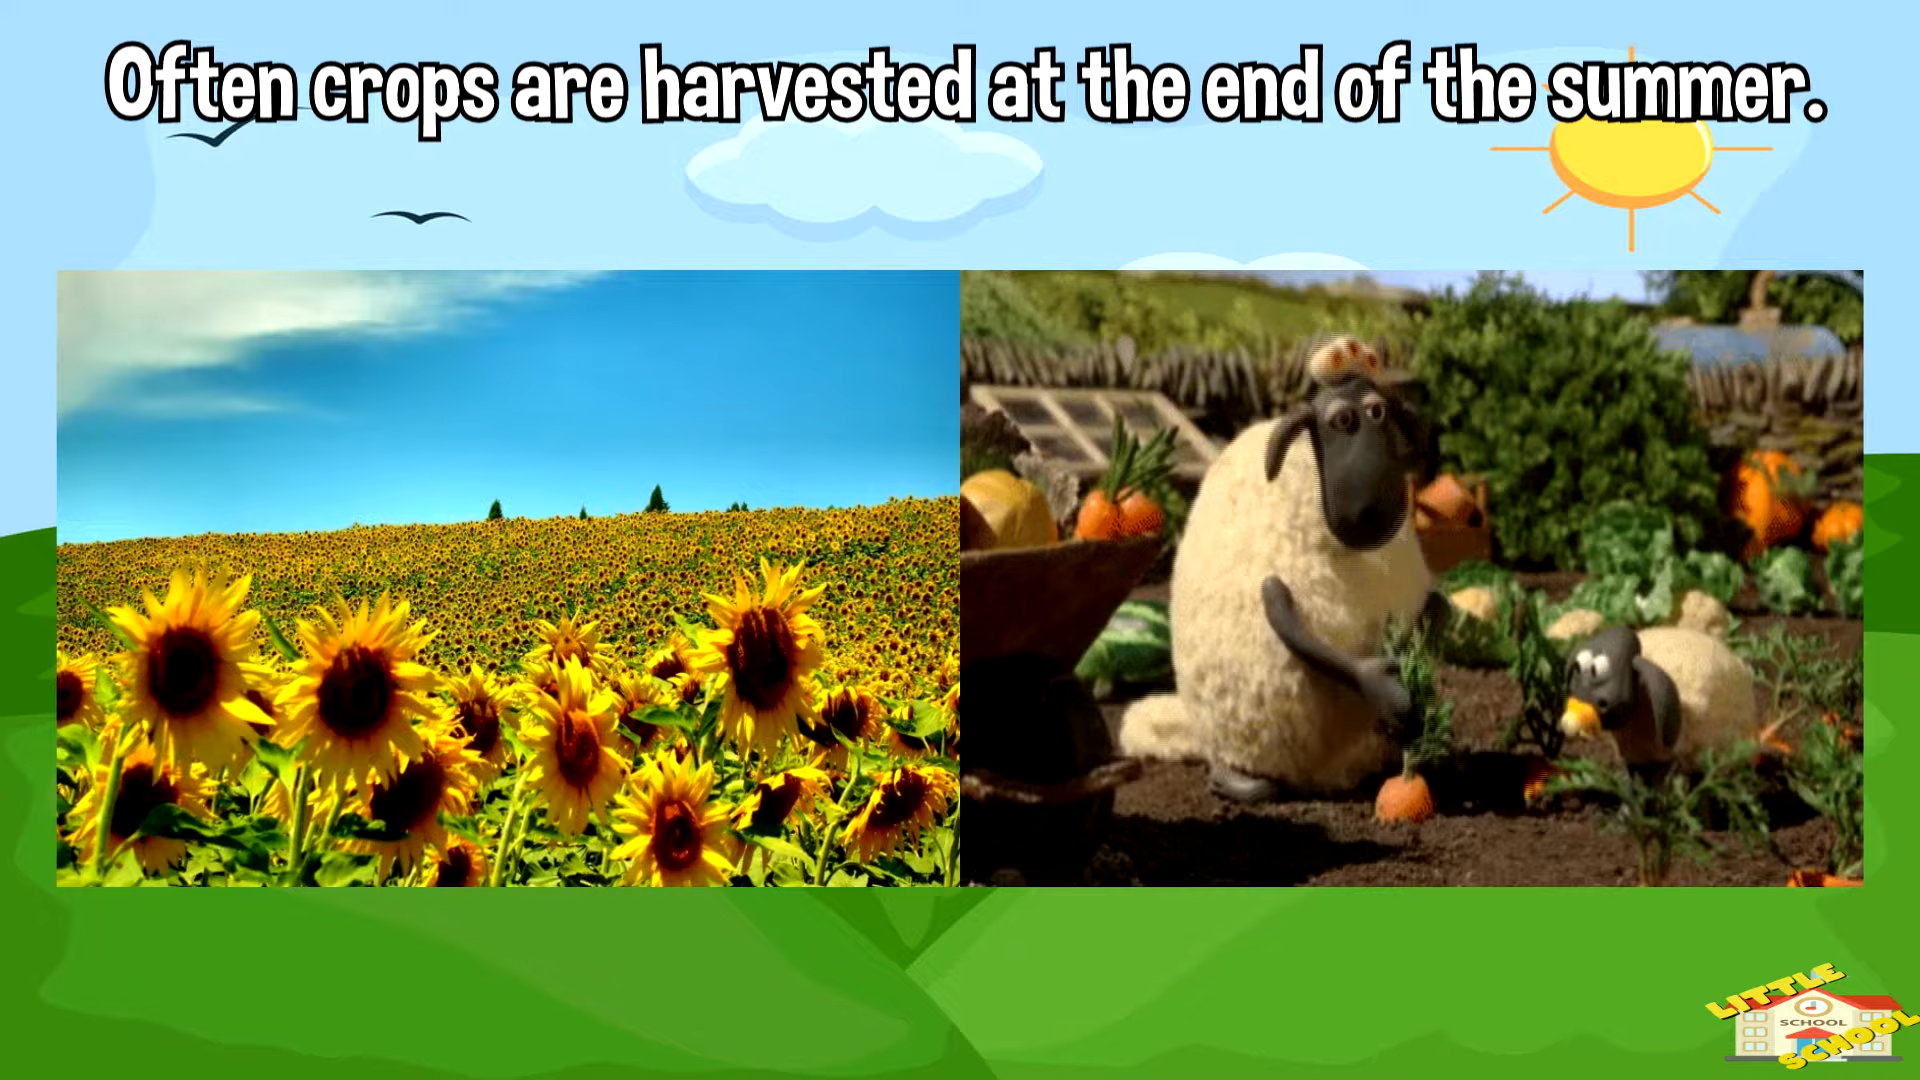 Often crops are harvested at the end of the summer.
LITTLE
SCHOOL
SCHOOL